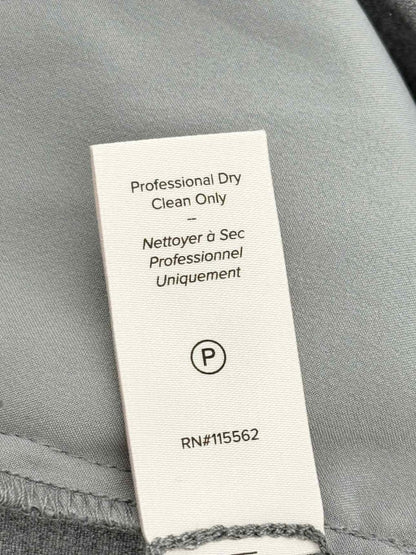 Professional Dry
Clean Only
--
Nettoyer à Sec
Professionnel
Uniquement
P
RN#115562